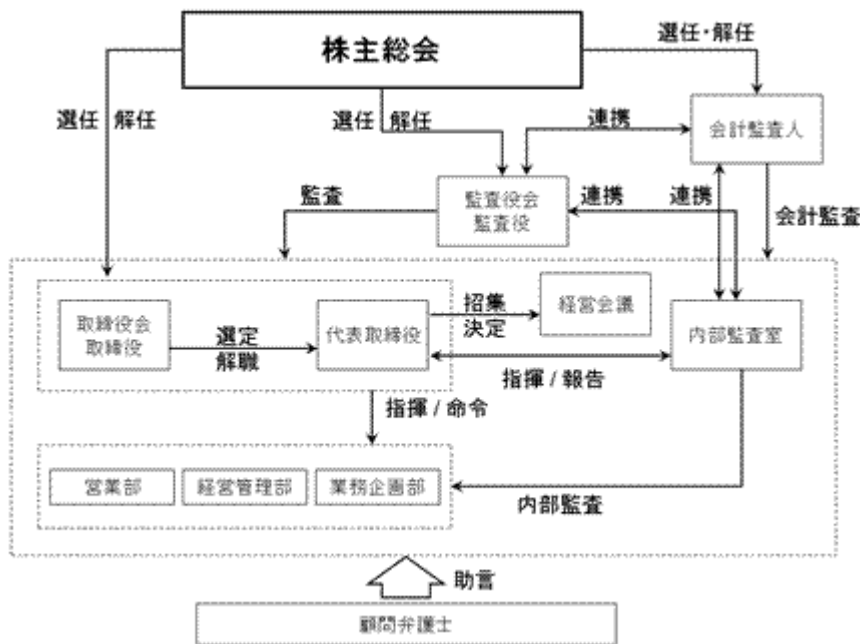 株主総会
選任・解任
選任
解任
選任
解任
連携
会計監査人
監査役会
監査役
監査
連携
連携
会計監査
取締役会
取締役
選定
解職
代表取締役
招集
決定
経営会議
内部監査室
指揮 / 報告
指揮 / 命令
営業部
経営管理部
業務企画部
内部監査
助言
顧問弁護士